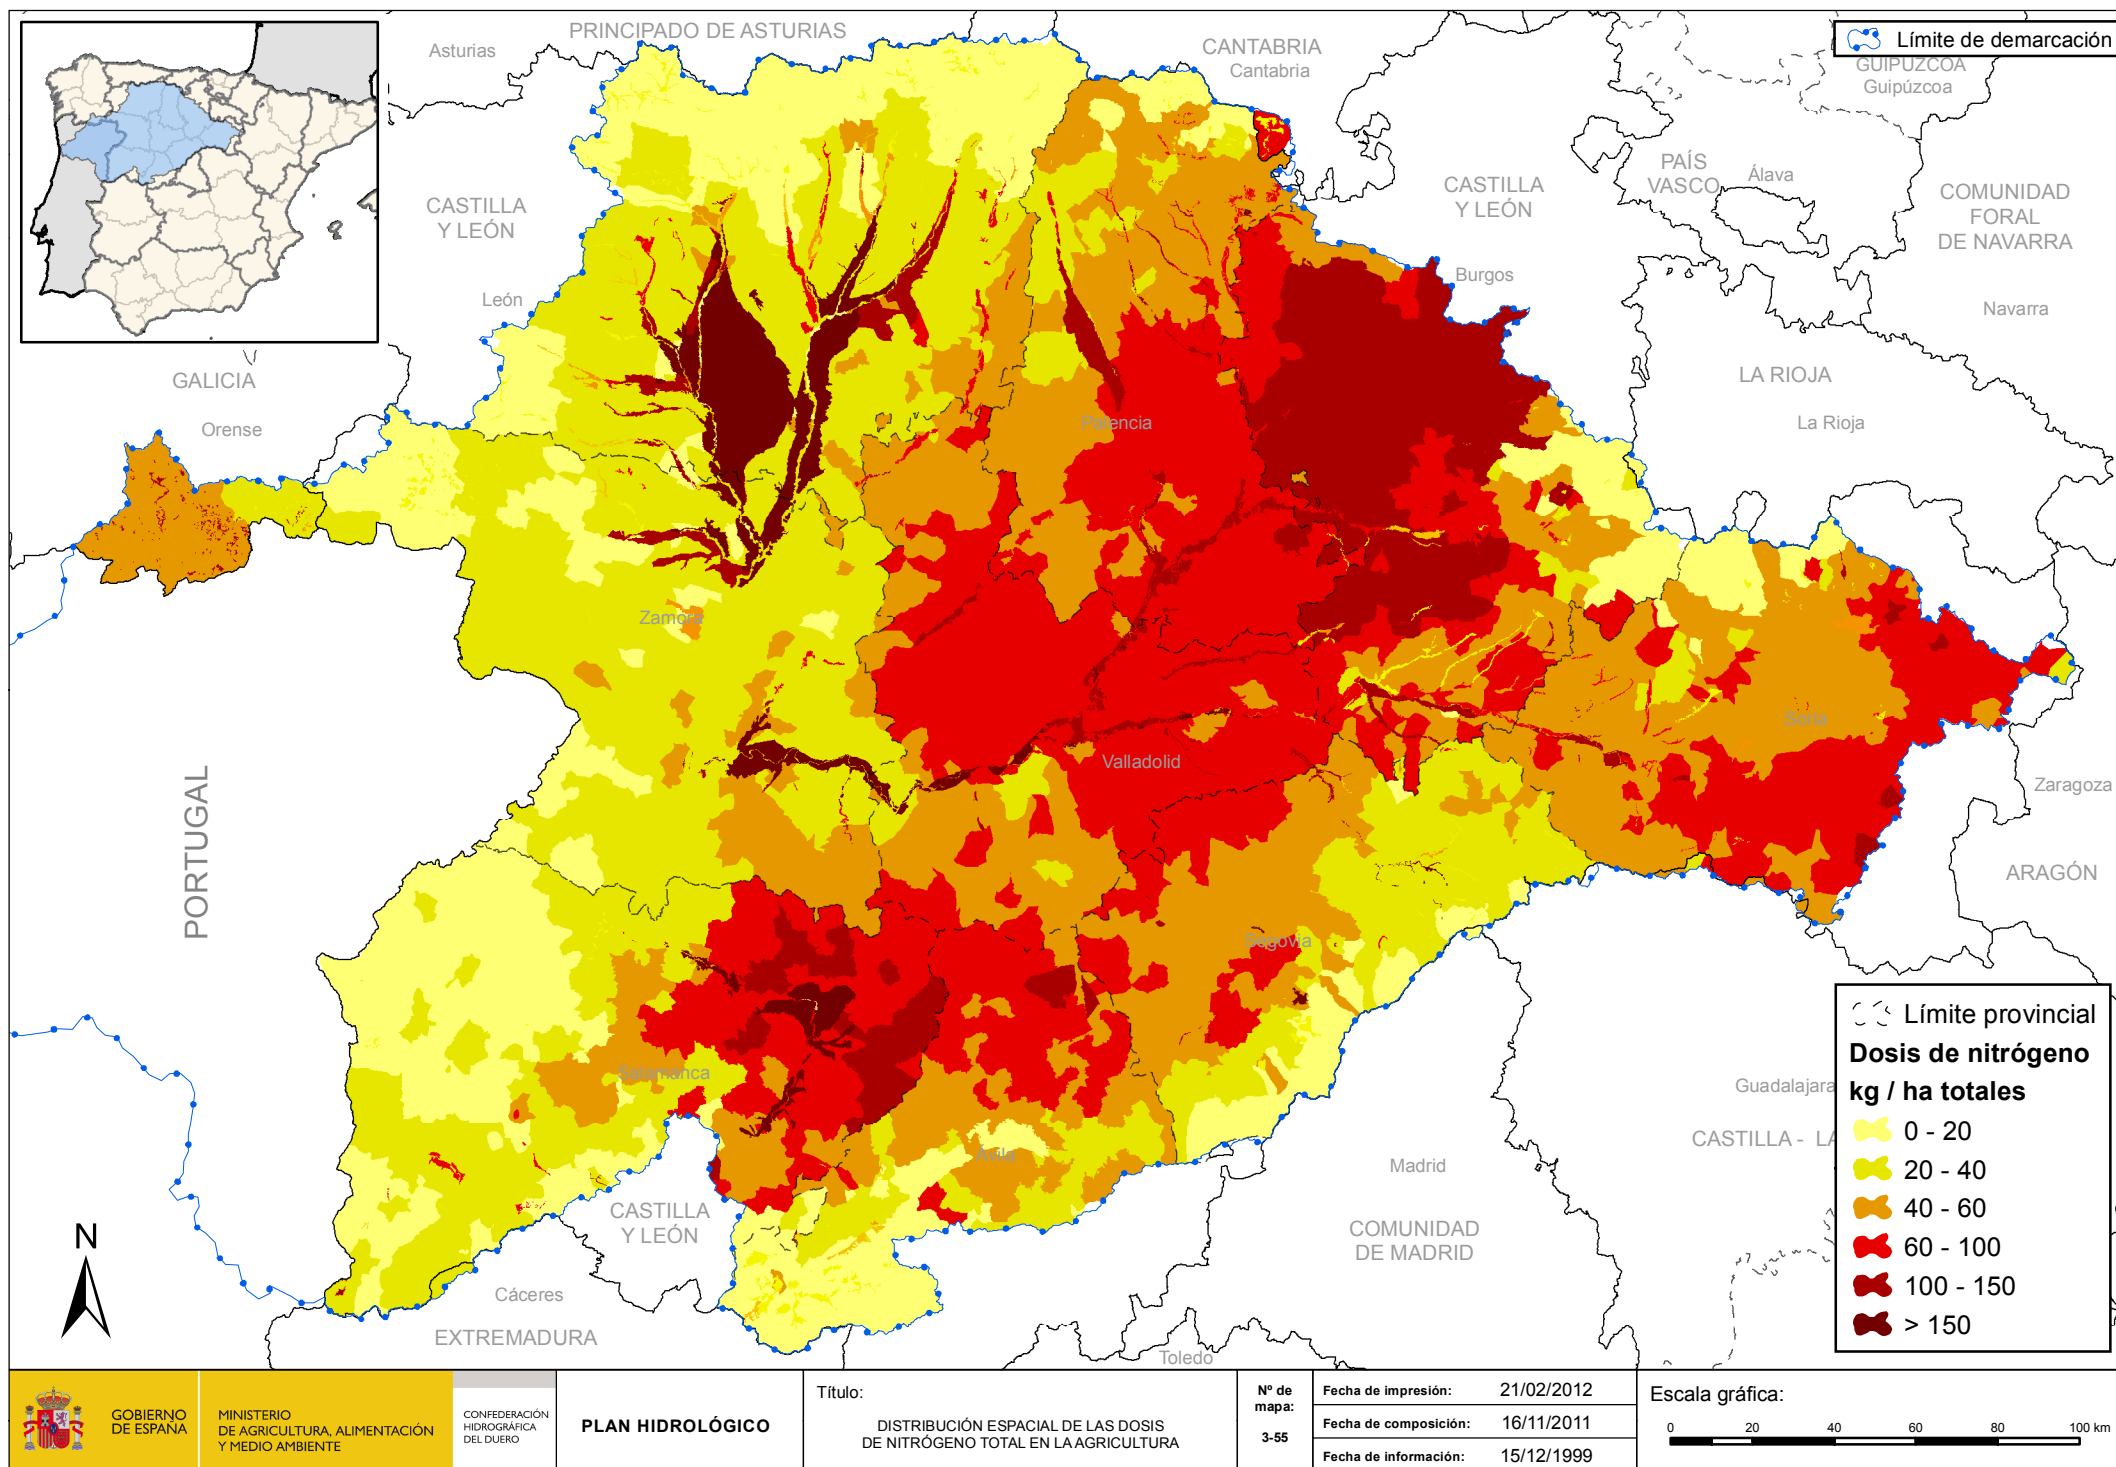 PRINCIPADO DE ASTURIAS
Asturias
CANTABRIA
Cantabria
Límite de demarcación
GUIPÚZCOA
Guipúzcoa
PAÍS
VASCO
Álava
CASTILLA
Y LEÓN
COMUNIDAD
FORAL
DE NAVARRA
CASTILLA
Y LEÓN
Burgos
León
Navarra
GALICIA
LA RIOJA
Orense
Palencia
La Rioja
Zamora
Soria
Valladolid
Zaragoza
PORTUGAL
ARAGÓN
Segovia
Salamanca
Guadalajara
CASTILLA - LA
Ávila
Madrid
CASTILLA
Y LEÓN
COMUNIDAD
DE MADRID
Cáceres
EXTREMADURA
Toledo
N
Límite provincial
Dosis de nitrógeno
kg / ha totales
0 - 20
20 - 40
40 - 60
60 - 100
100 - 150
> 150
GOBIERNO
DE ESPAÑA
MINISTERIO
DE AGRICULTURA, ALIMENTACIÓN
Y MEDIO AMBIENTE
CONFEDERACIÓN
HIDROGRÁFICA
DEL DUERO
PLAN HIDROLÓGICO
Título:
DISTRIBUCIÓN ESPACIAL DE LAS DOSIS
DE NITRÓGENO TOTAL EN LA AGRICULTURA
Nº de
mapa:
3-55
Fecha de impresión: 21/02/2012
Fecha de composición: 16/11/2011
Fecha de información: 15/12/1999
Escala gráfica:
0 20 40 60 80 100 km